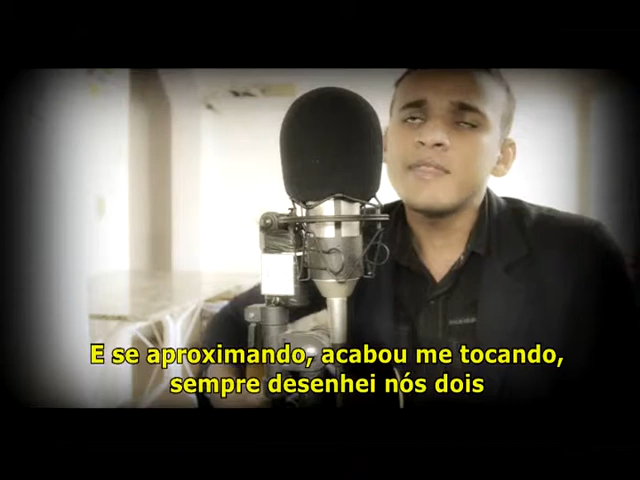 E se aproximando, acabou me tocando,
sempre desenhei nós dois